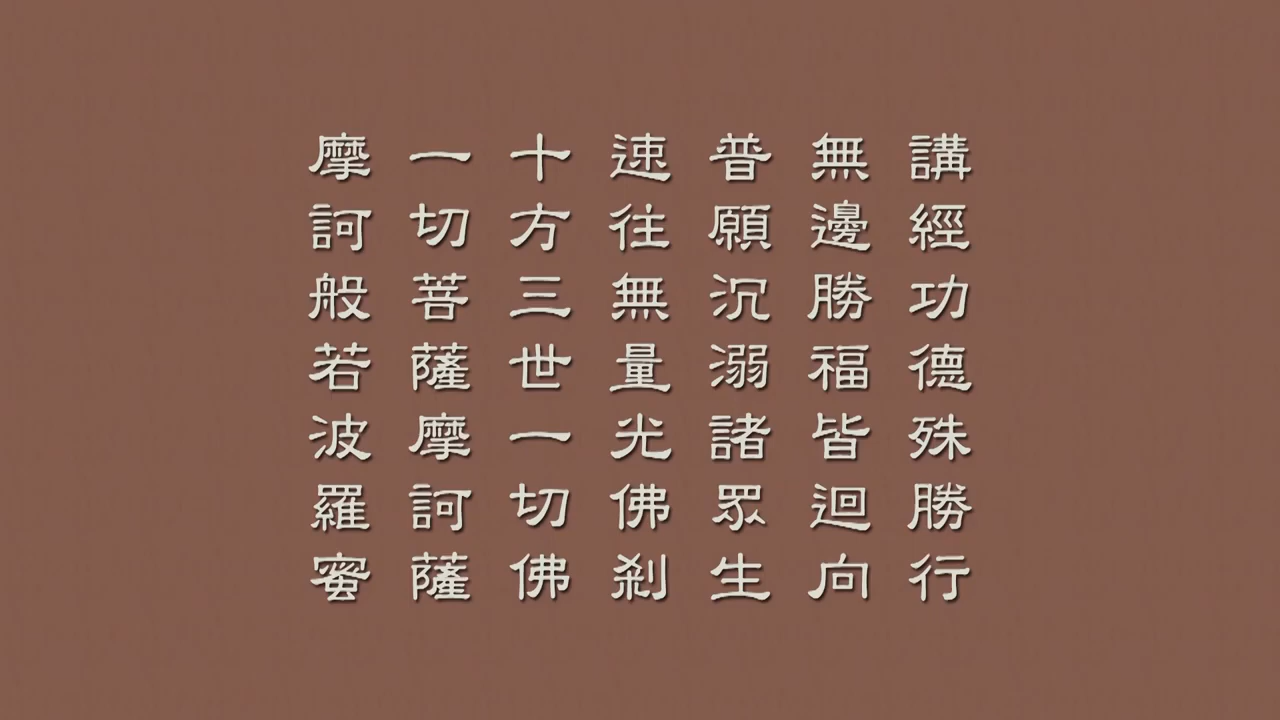 講經功德殊勝行
無邊勝福皆迴向
普願沉溺諸眾生
速往無量光佛剎
十方三世一切佛
一切菩薩摩訶薩
摩訶般若波羅蜜